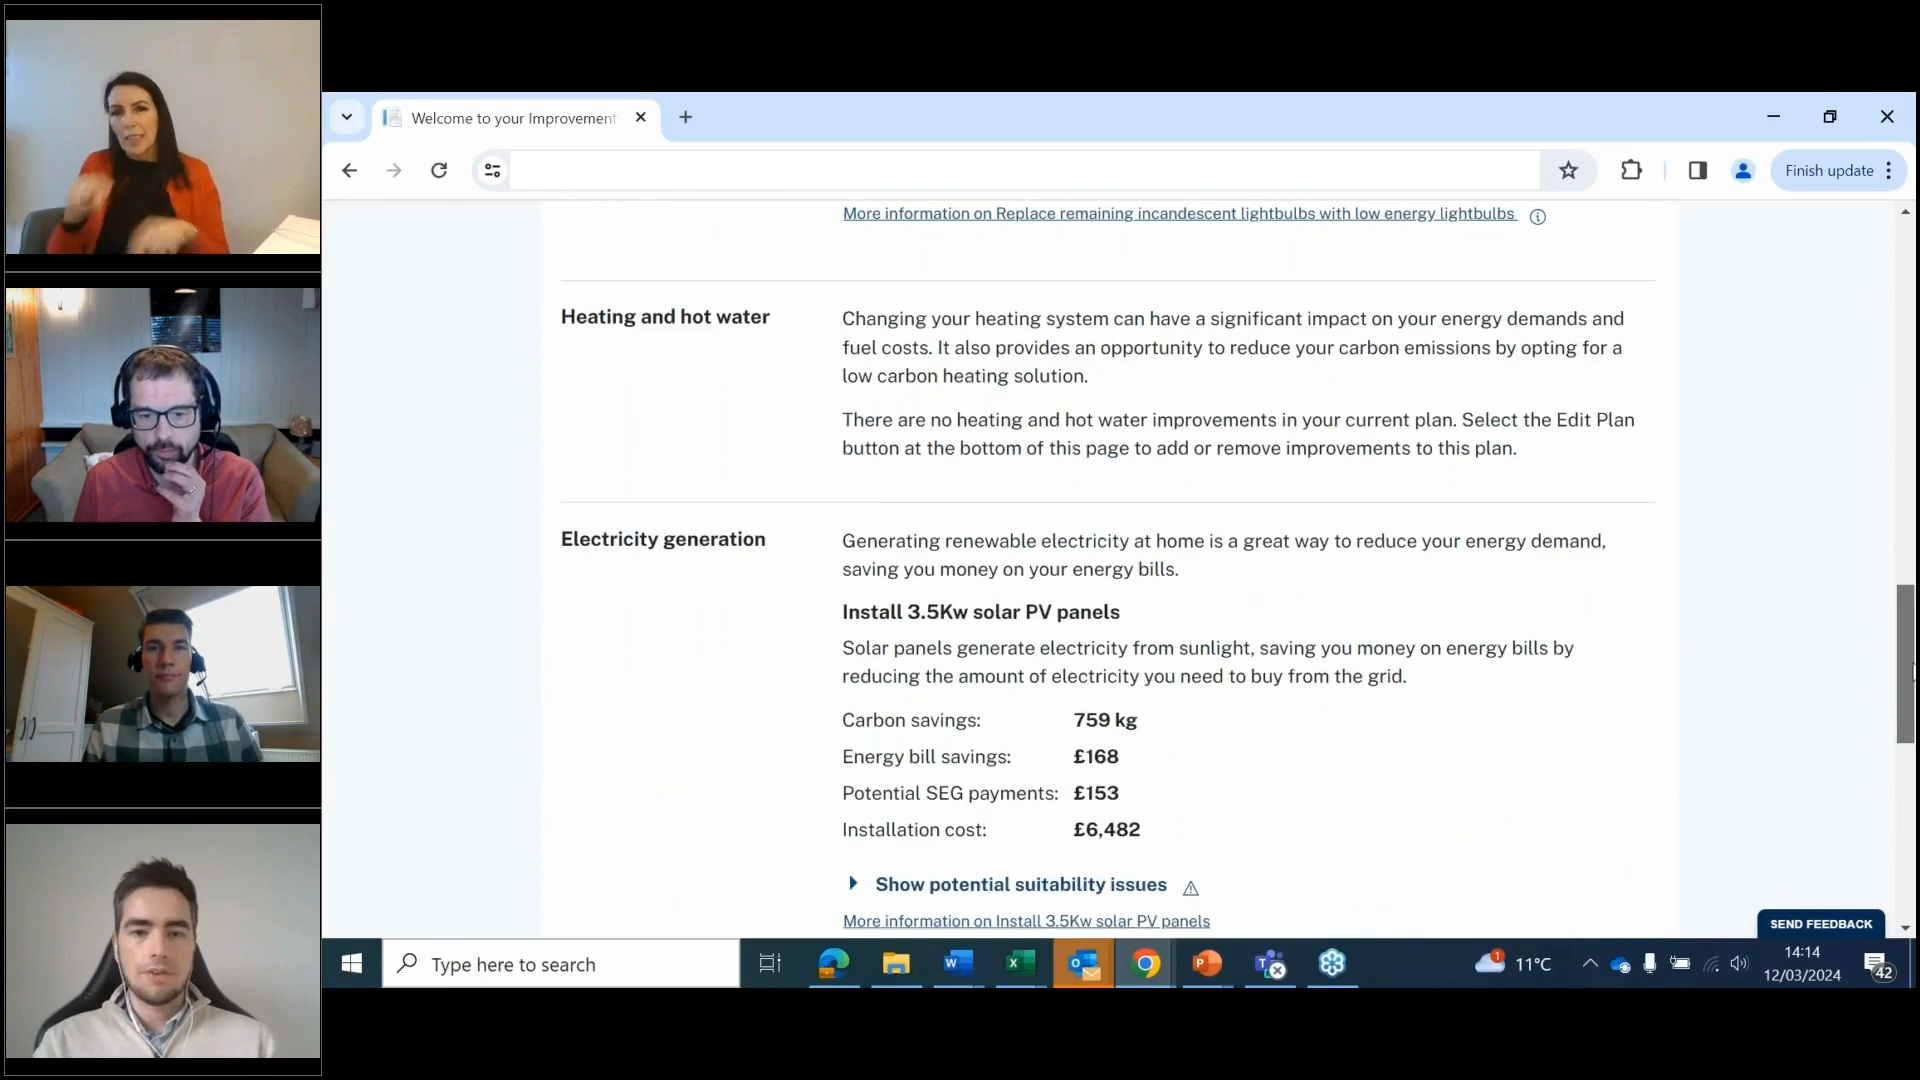 Welcome to your Improvement
Finish update
More information on Replace remaining incandescent lightbulbs with low energy lightbulbs
Heating and hot water
Changing your heating system can have a significant impact on your energy demands and
fuel costs. It also provides an opportunity to reduce your carbon emissions by opting for a
low carbon heating solution.
There are no heating and hot water improvements in your current plan. Select the Edit Plan
button at the bottom of this page to add or remove improvements to this plan.
Electricity generation
Generating renewable electricity at home is a great way to reduce your energy demand,
saving you money on your energy bills.
Install 3.5Kw solar PV panels
Solar panels generate electricity from sunlight, saving you money on energy bills by
reducing the amount of electricity you need to buy from the grid.
Carbon savings: 759 kg
Energy bill savings: £168
Potential SEG payments: £153
Installation cost: £6,482
Show potential suitability issues
More information on Install 3.5Kw solar PV panels
SEND FEEDBACK
Type here to search
W
X
O
P
T
1
11°C
14:14
12/03/2024
42